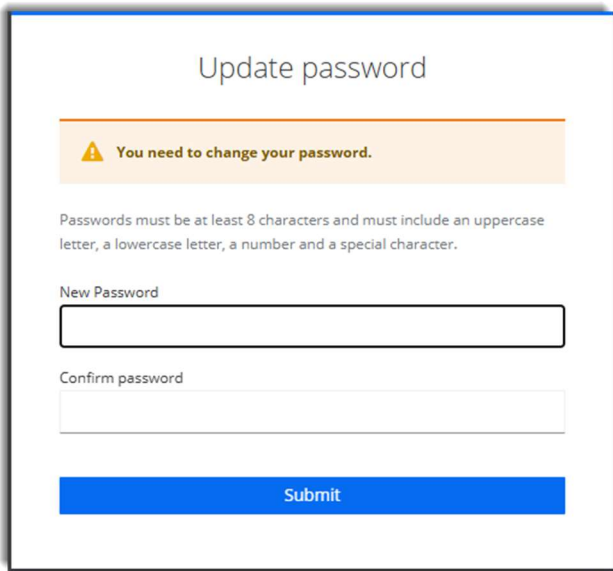 Update password
You need to change your password.
Passwords must be at least 8 characters and must include an uppercase
letter, a lowercase letter, a number and a special character.
New Password
Confirm password
Submit